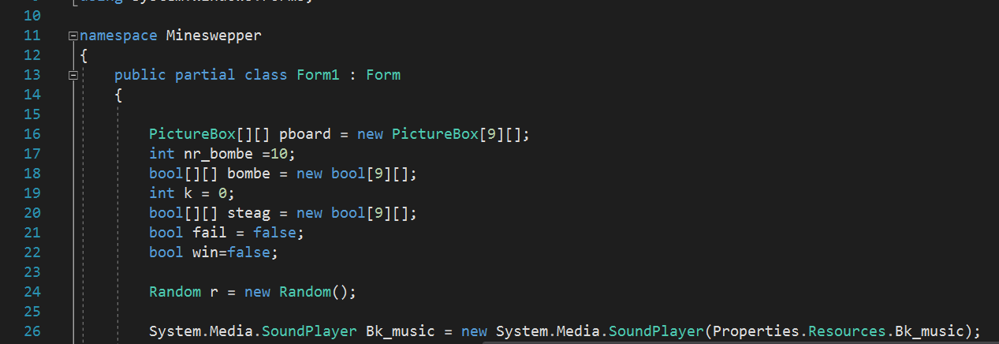 10
11 namespace Mineswepper
12 {
13 public partial class Form1 : Form
14 {
15
16 PictureBox[][] pboard = new PictureBox[9][];
17 int nr_bombe =10;
18 bool[][] bombe = new bool[9][];
19 int k = 0;
20 bool[][] steag = new bool[9][];
21 bool fail = false;
22 bool win=false;
23
24 Random r = new Random();
25
26 System.Media.SoundPlayer Bk_music = new System.Media.SoundPlayer(Properties.Resources.Bk_music);